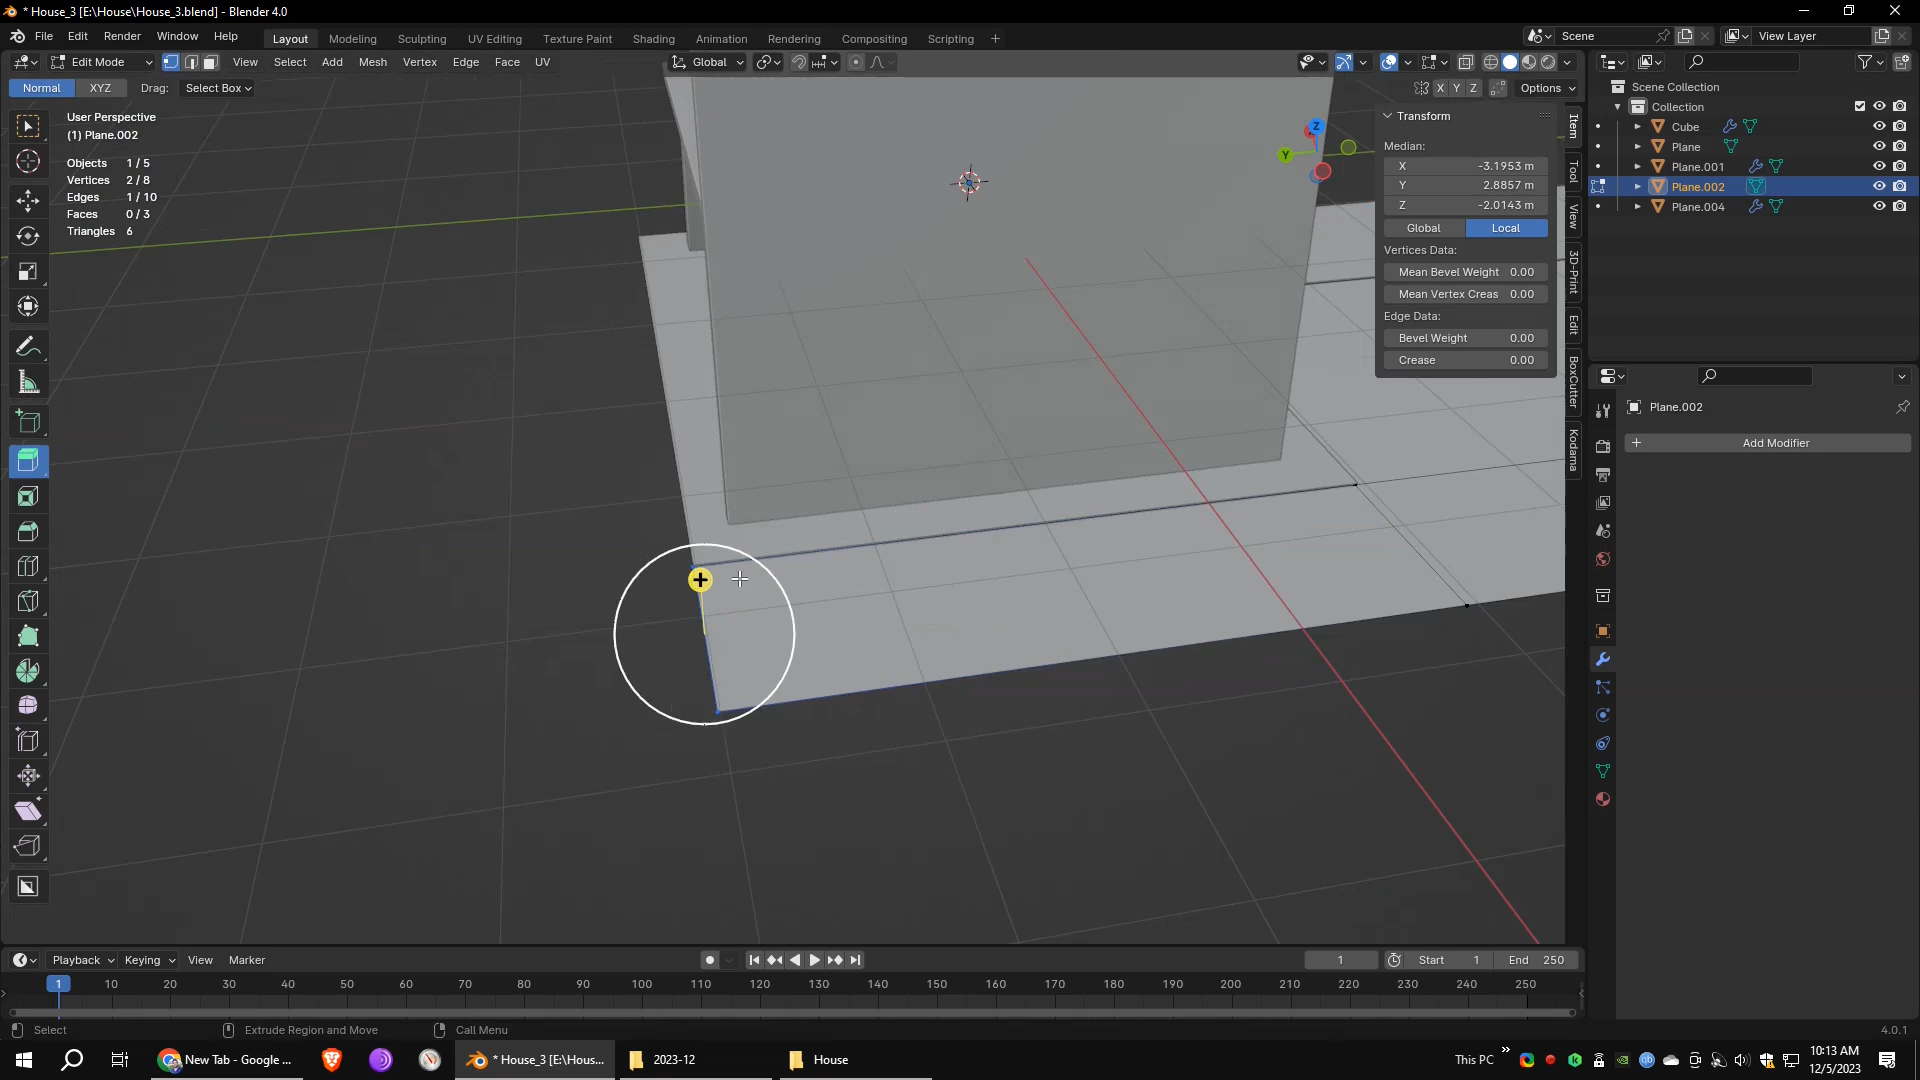 * House_3 [E:\House\House_3.blend] - Blender 4.0
File Edit Render Window Help
Layout Modeling Sculpting UV Editing Texture Paint Shading Animation Rendering Compositing Scripting +
Scene
View Layer
Edit Mode View Select Add Mesh Vertex Edge Face UV
Global
Normal XYZ Drag: Select Box
X Y Z Options
User Perspective
(1) Plane.002
Objects 1 / 5
Vertices 2 / 8
Edges 1 / 10
Faces 0 / 3
Triangles 6
Z
Y
Transform
Median:
X -3.1953 m
Y 2.8857 m
Z -2.0143 m
Global Local
Vertices Data:
Mean Bevel Weight 0.00
Mean Vertex Creas 0.00
Edge Data:
Bevel Weight 0.00
Crease 0.00
Item
Tool
View
3D-Print
Edit
BoxCutter
Kodama
Scene Collection
Collection
Cube
Plane
Plane.001
Plane.002
Plane.004
Plane.002
+ Add Modifier
Playback Keying View Marker
1
Start 1
End 250
1 10 20 30 40 50 60 70 80 90 100 110 120 130 140 150 160 170 180 190 200 210 220 230 240 250
Select Extrude Region and Move Call Menu
4.0.1
New Tab - Google ...
* House_3 [E:\Hous...
2023-12
House
This PC
10:13 AM
12/5/2023